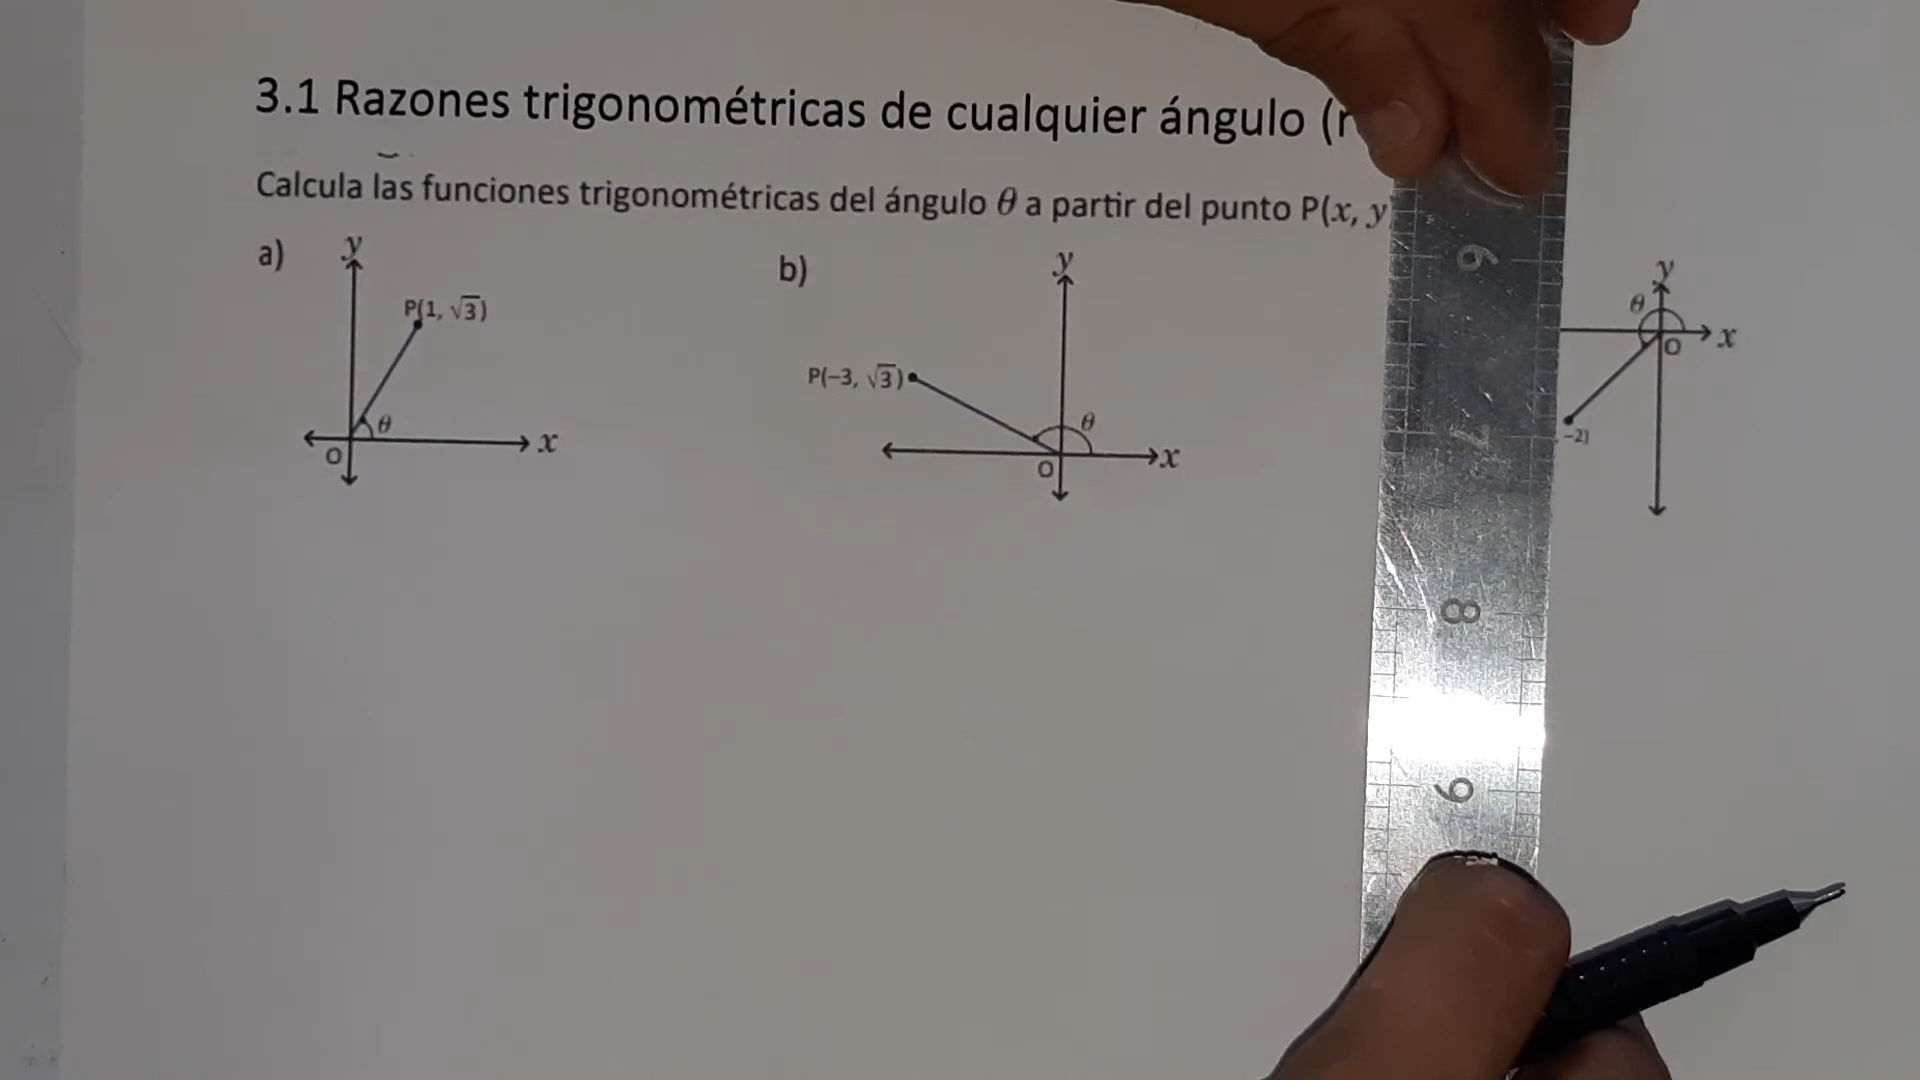 3.1 Razones trigonométricas de cualquier ángulo (r
Calcula las funciones trigonométricas del ángulo θ a partir del punto P(x, y)
a)
y
P(1, √3)
θ
O
x
b)
y
P(−3, √3)
θ
O
x
y
θ
O
x
−2)
6
7
8
9